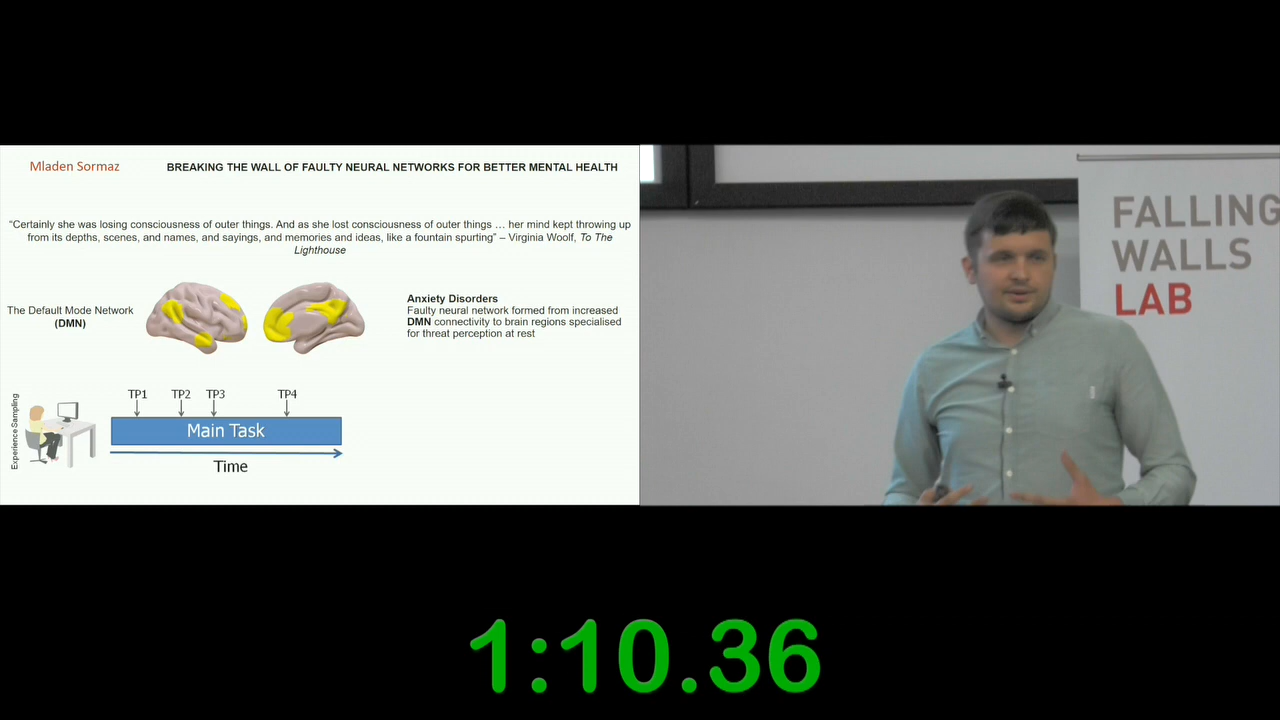 Mladen Sormaz
BREAKING THE WALL OF FAULTY NEURAL NETWORKS FOR BETTER MENTAL HEALTH
“Certainly she was losing consciousness of outer things. And as she lost consciousness of outer things … her mind kept throwing up
from its depths, scenes, and names, and sayings, and memories and ideas, like a fountain spurting” – Virginia Woolf, To The
Lighthouse
The Default Mode Network
(DMN)
Anxiety Disorders
Faulty neural network formed from increased
DMN connectivity to brain regions specialised
for threat perception at rest
Experience Sampling
TP1 TP2 TP3 TP4
Main Task
Time
FALLING
WALLS
LAB
1:10.36